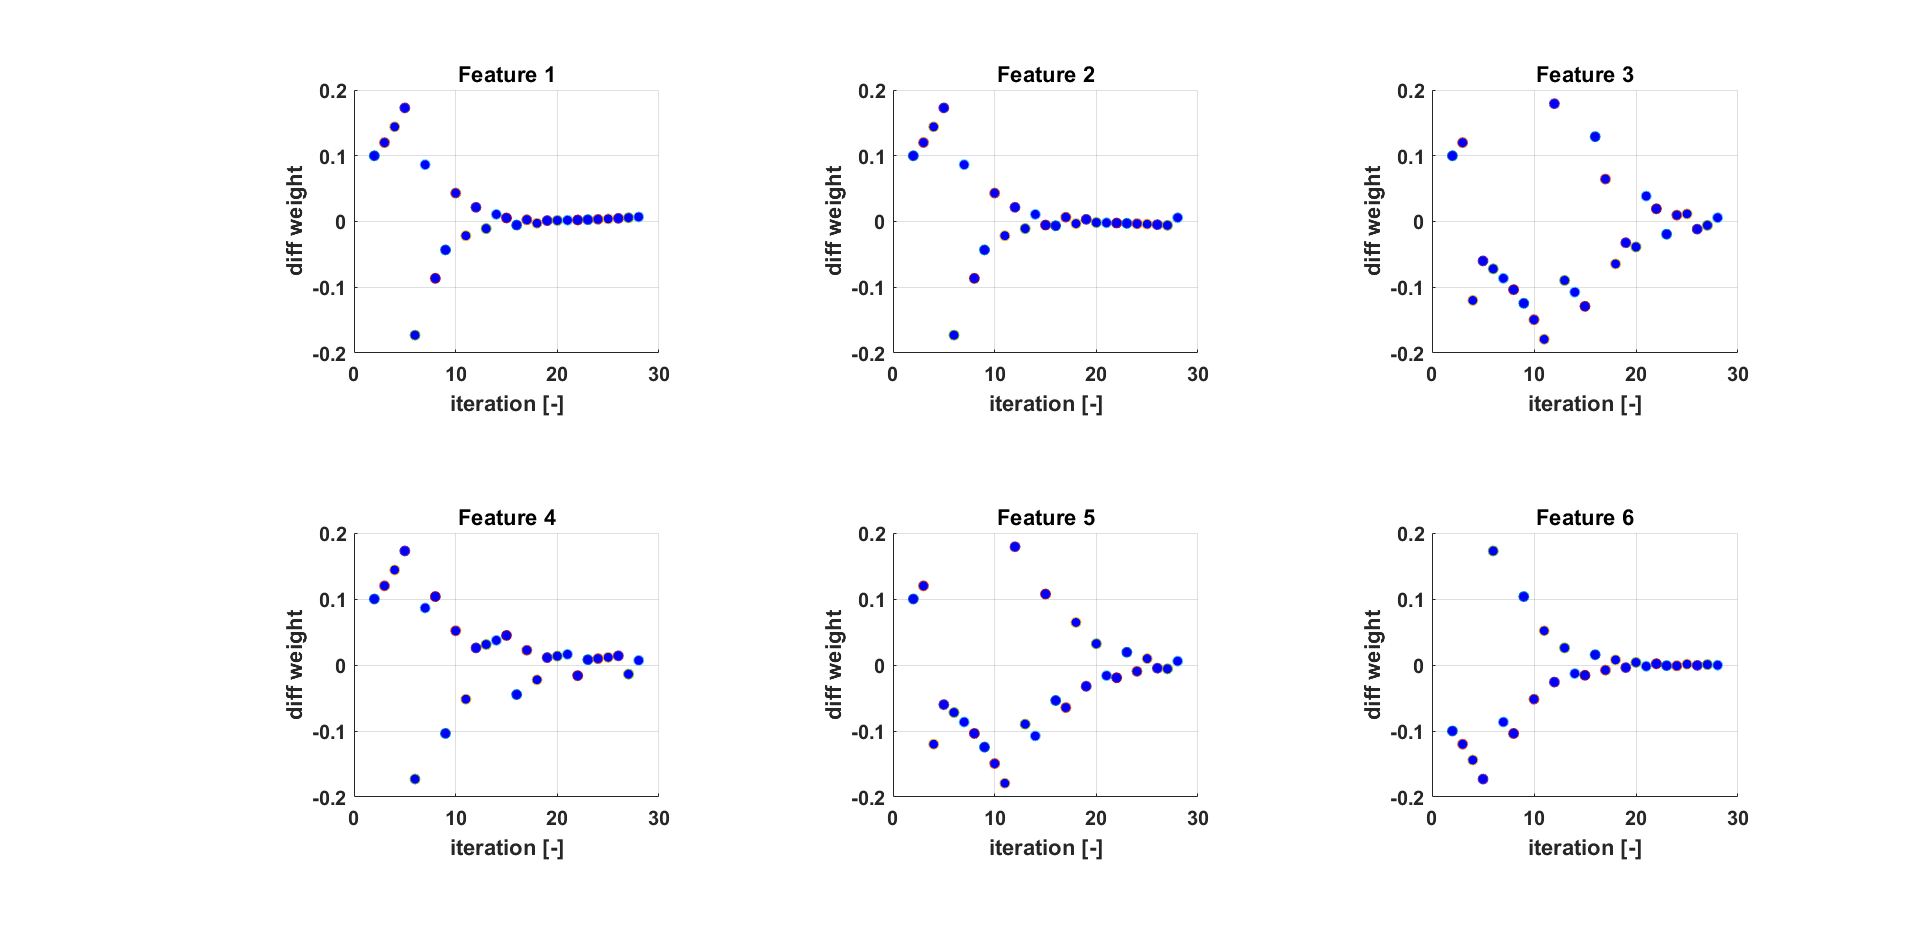 Feature 1
0.2
0.1
0
-0.1
-0.2
diff weight
0 10 20 30
iteration [-]
Feature 2
0.2
0.1
0
-0.1
-0.2
diff weight
0 10 20 30
iteration [-]
Feature 3
0.2
0.1
0
-0.1
-0.2
diff weight
0 10 20 30
iteration [-]
Feature 4
0.2
0.1
0
-0.1
-0.2
diff weight
0 10 20 30
iteration [-]
Feature 5
0.2
0.1
0
-0.1
-0.2
diff weight
0 10 20 30
iteration [-]
Feature 6
0.2
0.1
0
-0.1
-0.2
diff weight
0 10 20 30
iteration [-]